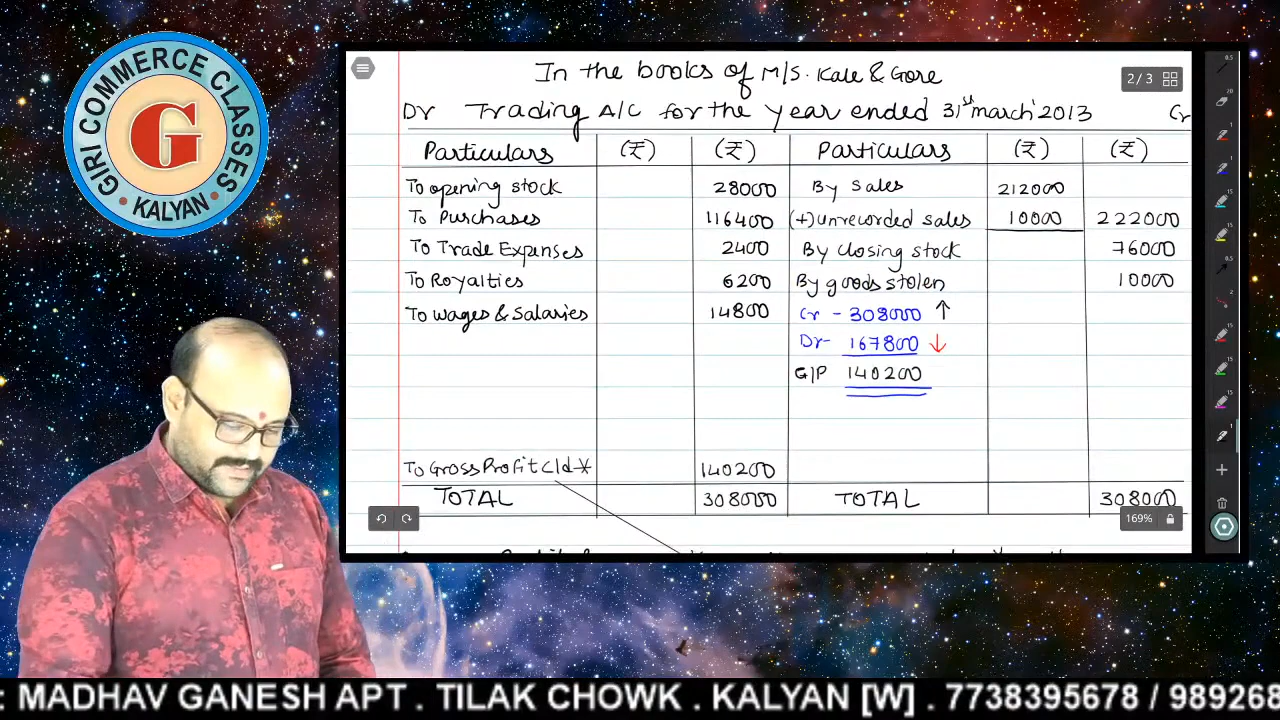 GIRI COMMERCE CLASSES
G
KALYAN
2/3
In the books of M/S. Kale & Gore
Dr Trading A/C for the year ended 31st march' 2013 Cr
Particulars (₹) (₹) Particulars (₹) (₹)
To opening stock 28000 By Sales 212000
To Purchases 116400 (+) unrecorded sales 10000 222000
To Trade Expenses 2400 By closing stock 76000
To Royalties 6200 By goods stolen 10000
To wages & Salaries 14800 Cr - 308000 ↑
Dr- 167800 ↓
G/P 140200
To Gross Profit c/d * 140200
TOTAL 308000 TOTAL 308000
169%
: MADHAV GANESH APT . TILAK CHOWK . KALYAN [W] . 7738395678 / 989268